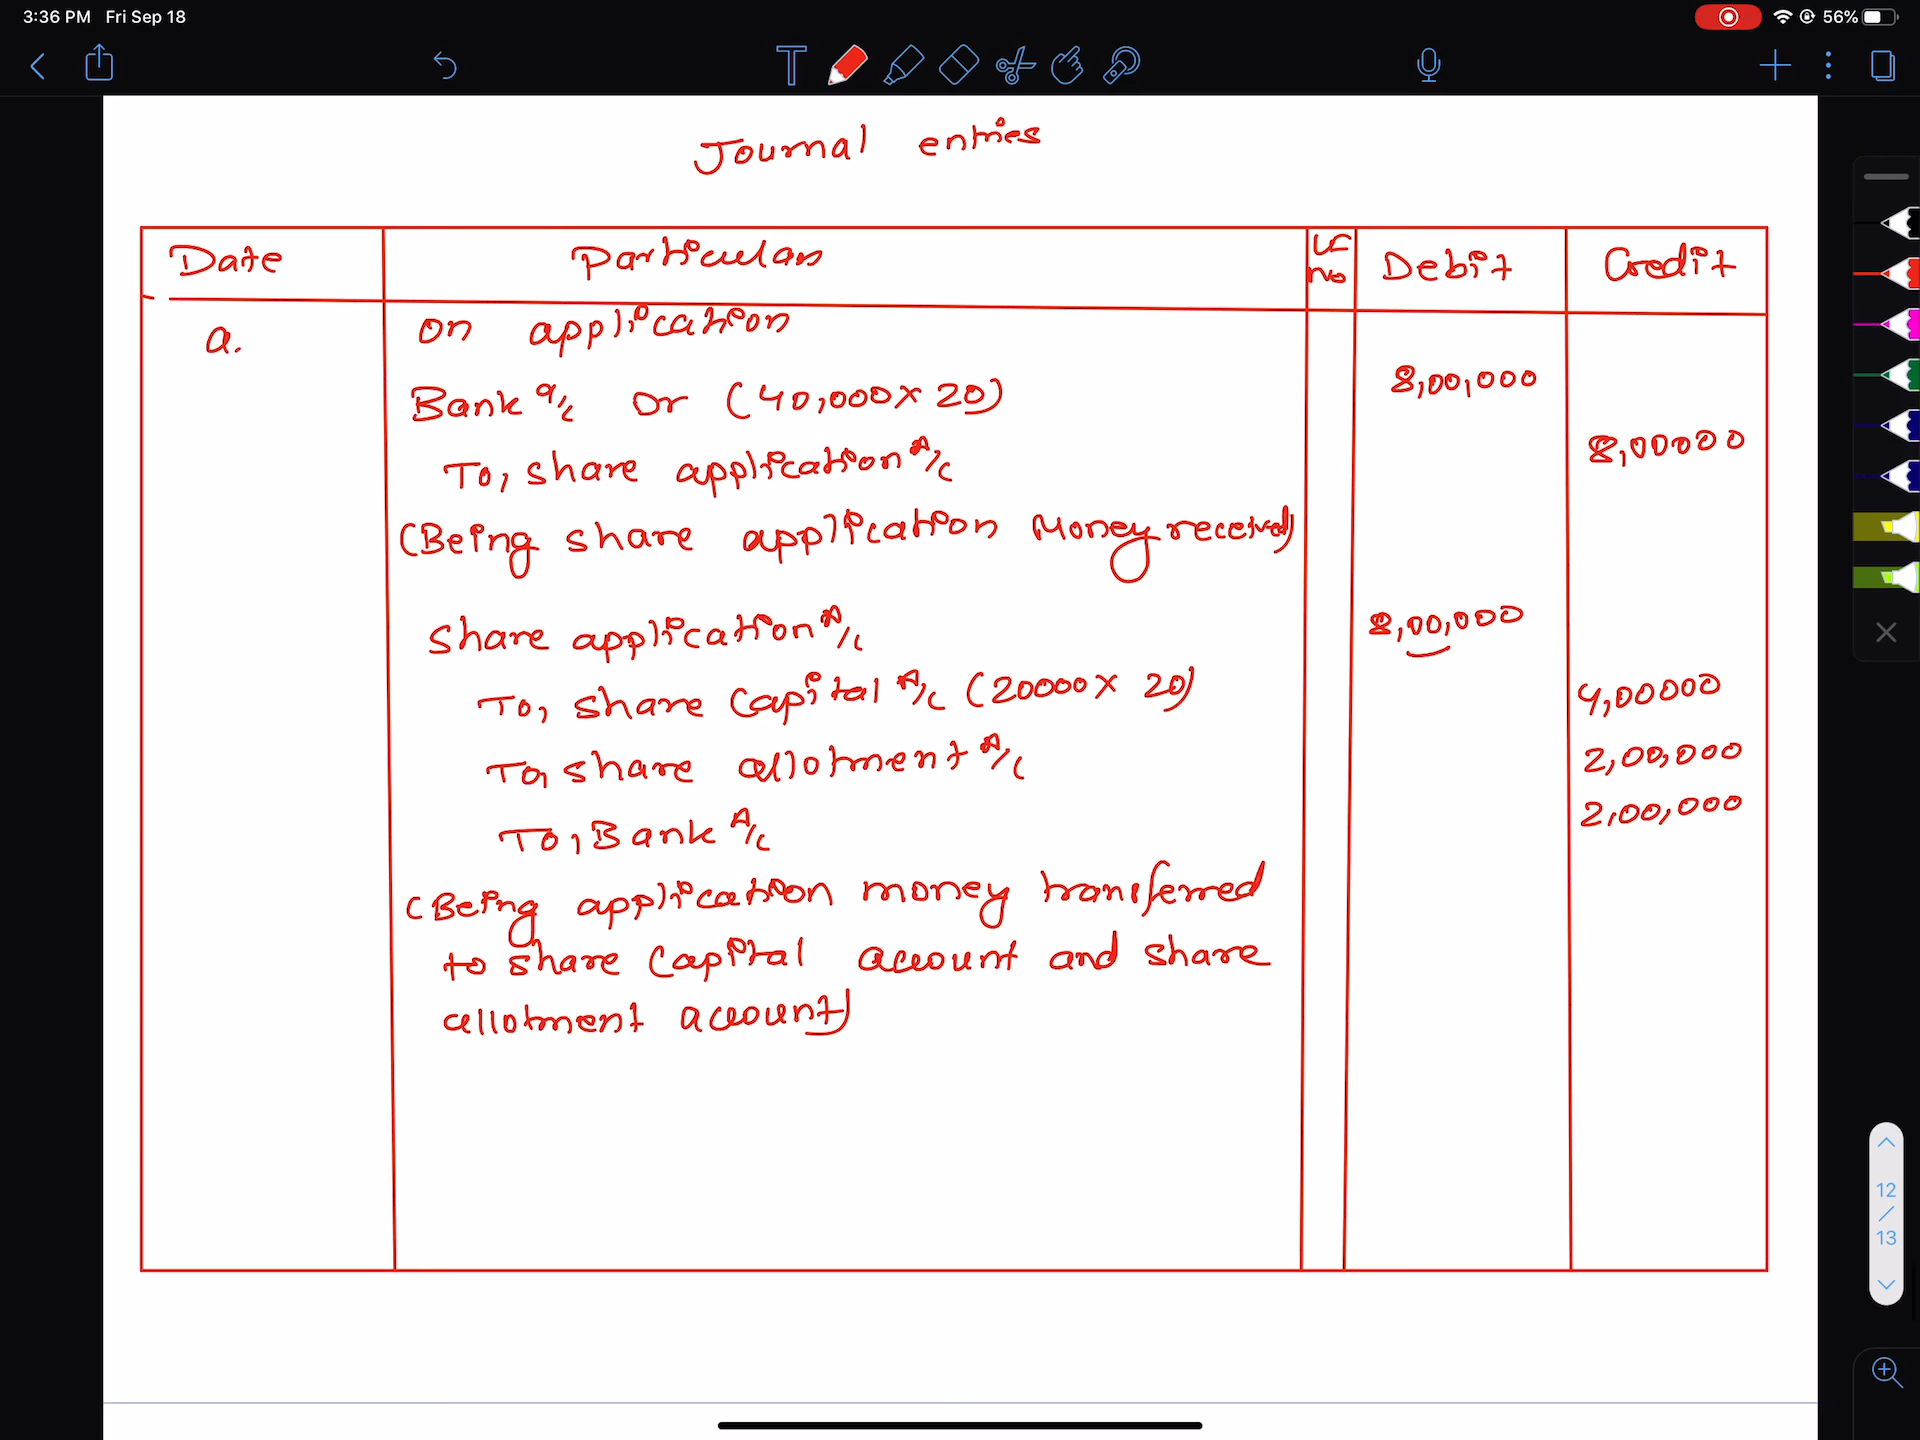 3:36 PM Fri Sep 18
56%
Journal entries
Date Particulars LF No Debit Credit
a. On application
Bank a/c Dr (40,000 x 20) 8,00,000
To, share application A/c 8,00000
(Being share application Money received)
Share application A/c 8,00,000
To, share Capital A/c (20000 x 20) 4,00000
To, share allotment A/c 2,00,000
To, Bank A/c 2,00,000
(Being application money transferred
to share Capital account and share
allotment account)
12
/
13